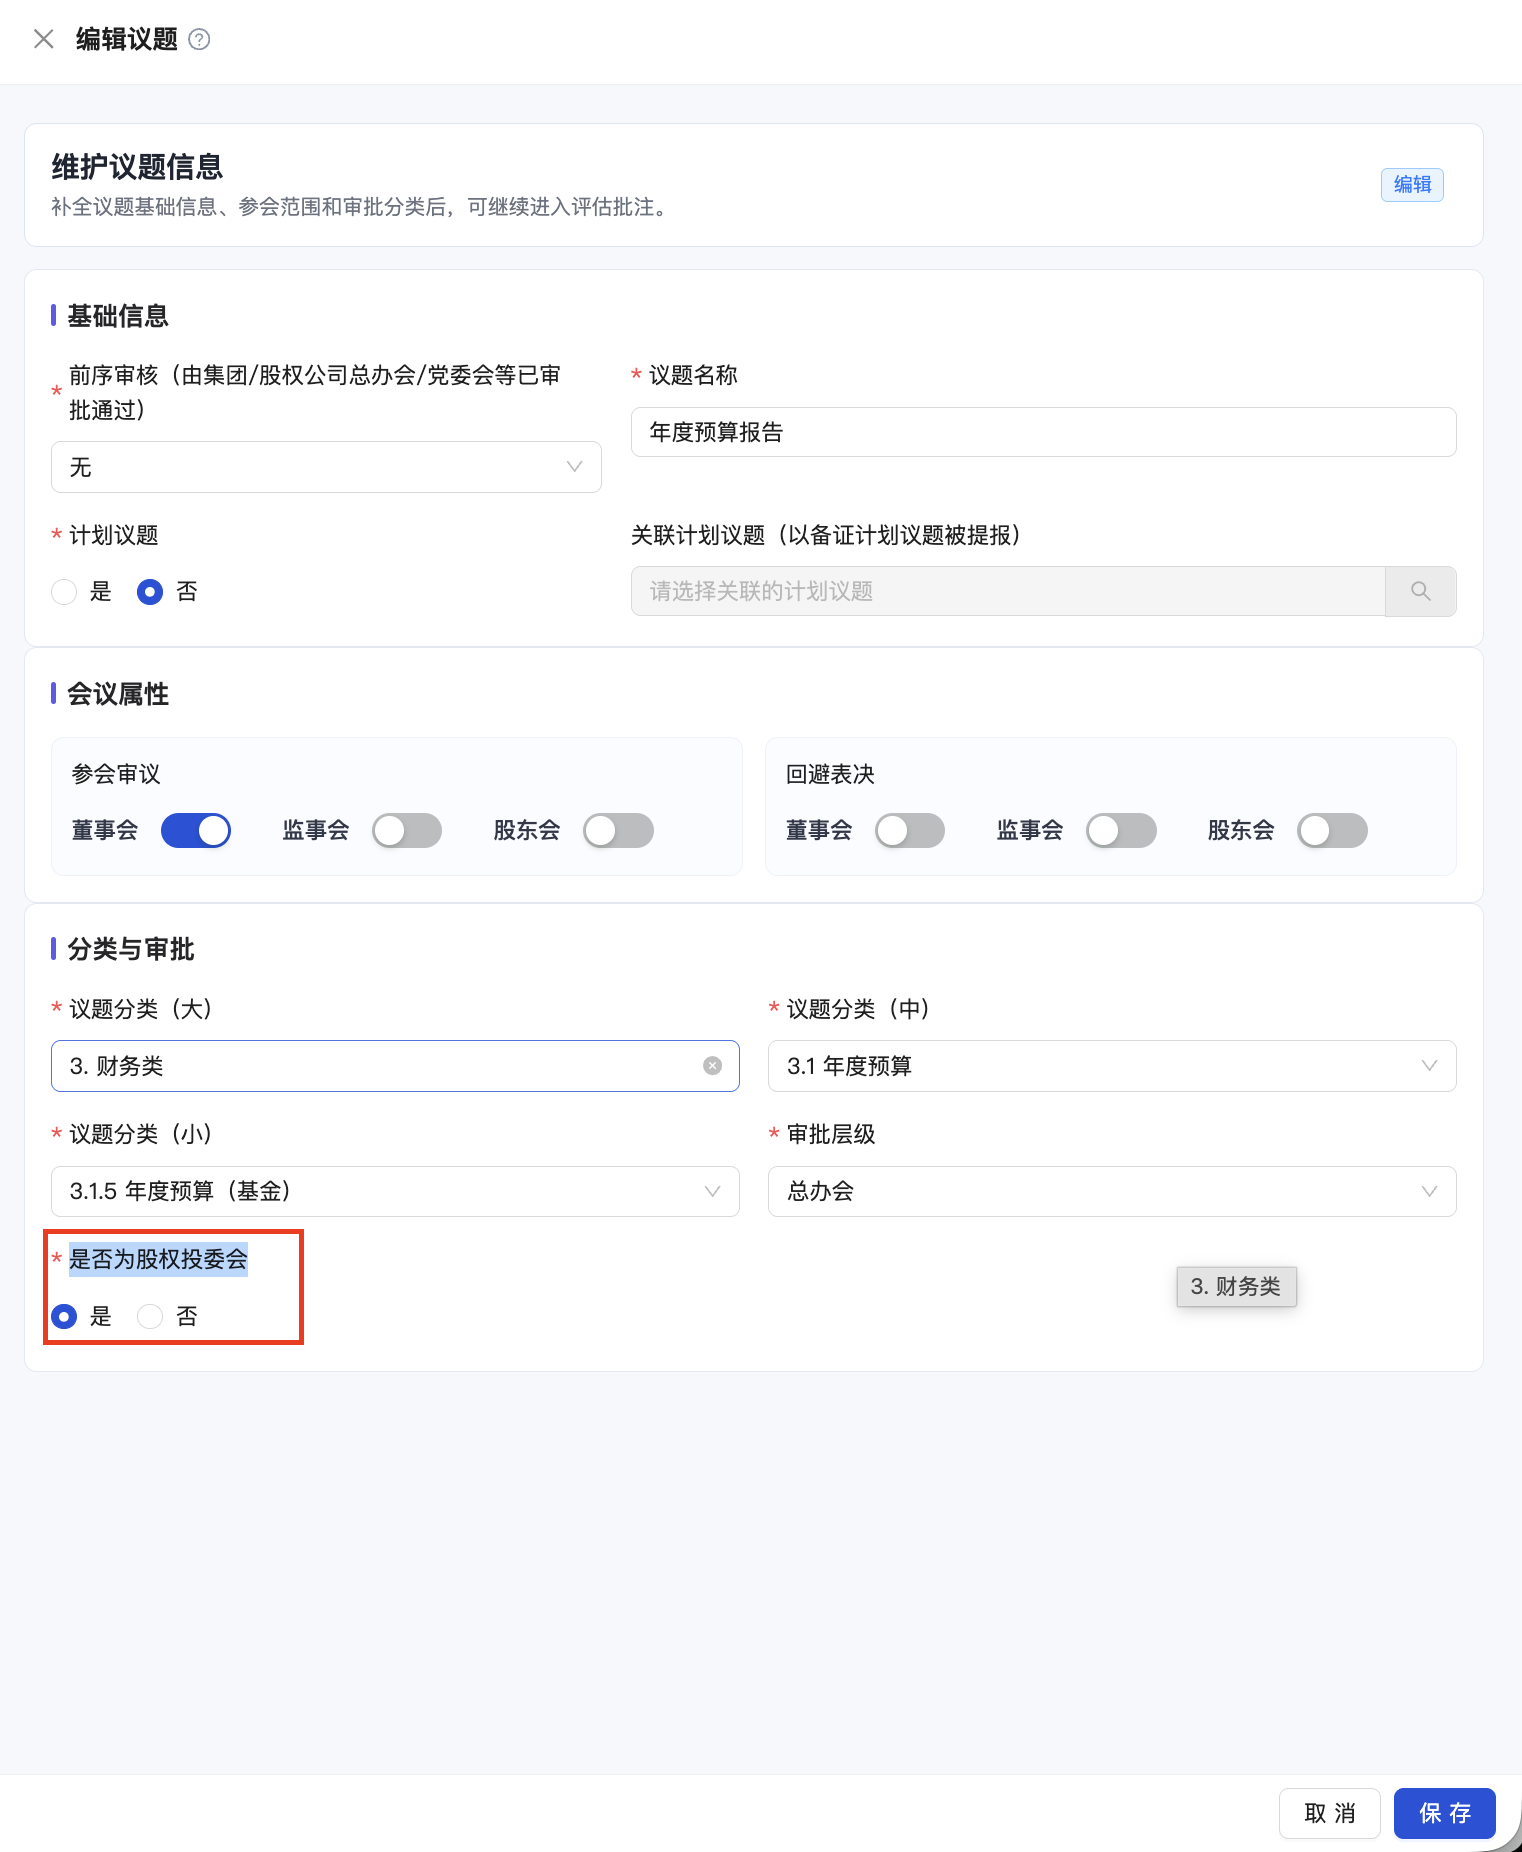 编辑议题
维护议题信息
补全议题基础信息、参会范围和审批分类后，可继续进入评估批注。
编辑
基础信息
* 前序审核（由集团/股权公司总办会/党委会等已审
批通过）
无
* 议题名称
年度预算报告
* 计划议题
是 否
关联计划议题（以备证计划议题被提报）
请选择关联的计划议题
会议属性
参会审议
董事会 监事会 股东会
回避表决
董事会 监事会 股东会
分类与审批
* 议题分类（大）
3. 财务类
* 议题分类（中）
3.1 年度预算
* 议题分类（小）
3.1.5 年度预算（基金）
* 审批层级
总办会
* 是否为股权投委会
是 否
3. 财务类
取 消
保 存